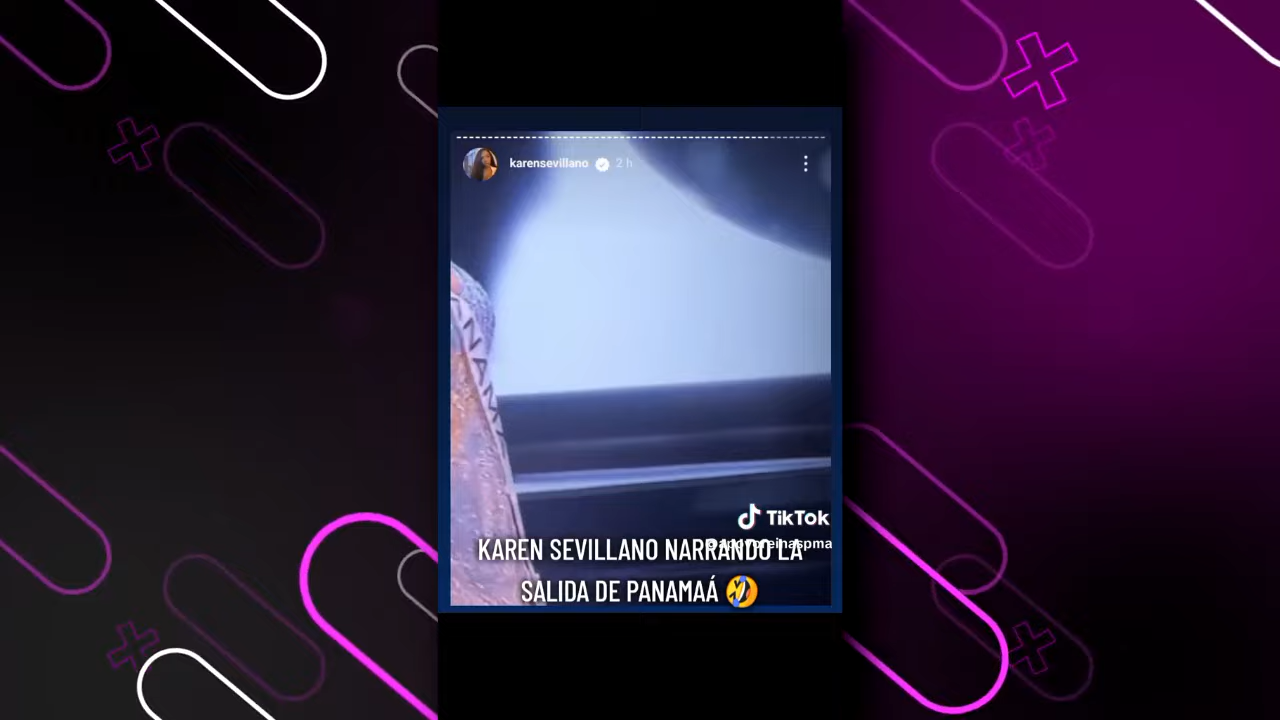 karensevillano 2 h
TikTok
KAREN SEVILLANO NARRANDO LA
SALIDA DE PANAMAÁ 🤣